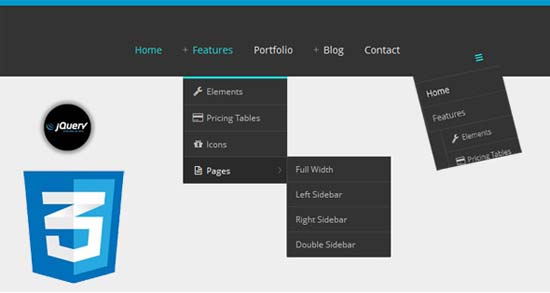 Home + Features Portfolio + Blog Contact
Elements
Pricing Tables
Icons
Pages
Full Width
Left Sidebar
Right Sidebar
Double Sidebar
Home
Features
Elements
Pricing Tables
jQuery
3